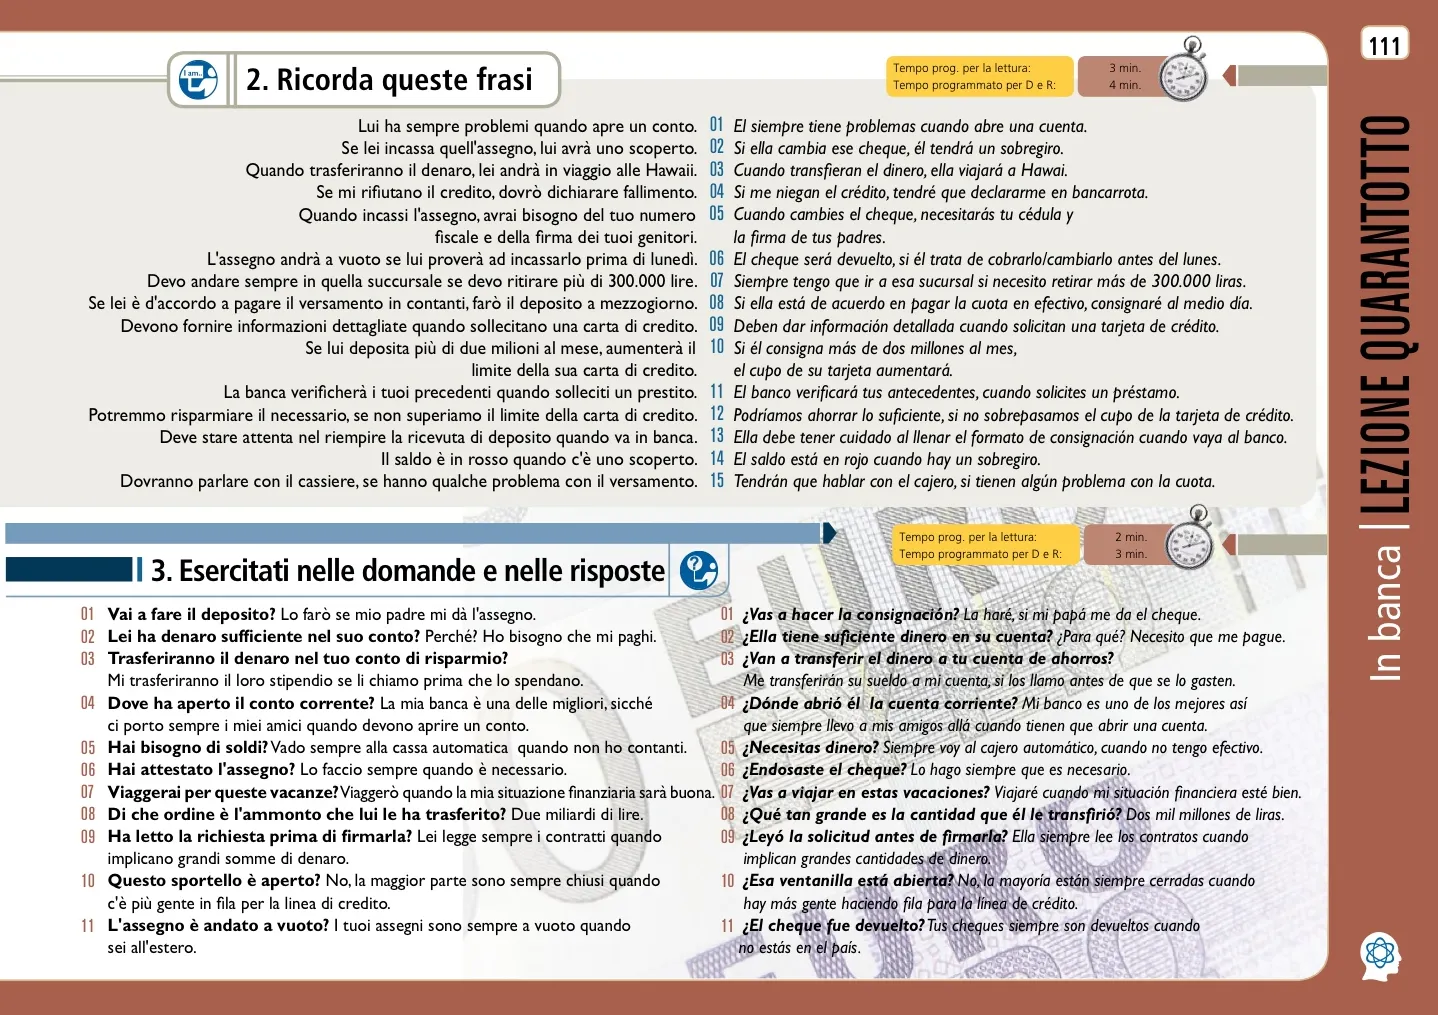 111
I am...
2. Ricorda queste frasi
Tempo prog. per la lettura: 3 min.
Tempo programmato per D e R: 4 min.
Lui ha sempre problemi quando apre un conto. 01 El siempre tiene problemas cuando abre una cuenta.
Se lei incassa quell'assegno, lui avrà uno scoperto. 02 Si ella cambia ese cheque, él tendrá un sobregiro.
Quando trasferiranno il denaro, lei andrà in viaggio alle Hawaii. 03 Cuando transfieran el dinero, ella viajará a Hawai.
Se mi rifiutano il credito, dovrò dichiarare fallimento. 04 Si me niegan el crédito, tendré que declararme en bancarrota.
Quando incassi l'assegno, avrai bisogno del tuo numero 05 Cuando cambies el cheque, necesitarás tu cédula y
fiscale e della firma dei tuoi genitori. la firma de tus padres.
L'assegno andrà a vuoto se lui proverà ad incassarlo prima di lunedì. 06 El cheque será devuelto, si él trata de cobrarlo/cambiarlo antes del lunes.
Devo andare sempre in quella succursale se devo ritirare più di 300.000 lire. 07 Siempre tengo que ir a esa sucursal si necesito retirar más de 300.000 liras.
Se lei è d'accordo a pagare il versamento in contanti, farò il deposito a mezzogiorno. 08 Si ella está de acuerdo en pagar la cuota en efectivo, consignaré al medio día.
Devono fornire informazioni dettagliate quando sollecitano una carta di credito. 09 Deben dar información detallada cuando solicitan una tarjeta de crédito.
Se lui deposita più di due milioni al mese, aumenterà il 10 Si él consigna más de dos millones al mes,
limite della sua carta di credito. el cupo de su tarjeta aumentará.
La banca verificherà i tuoi precedenti quando solleciti un prestito. 11 El banco verificará tus antecedentes, cuando solicites un préstamo.
Potremmo risparmiare il necessario, se non superiamo il limite della carta di credito. 12 Podríamos ahorrar lo suficiente, si no sobrepasamos el cupo de la tarjeta de crédito.
Deve stare attenta nel riempire la ricevuta di deposito quando va in banca. 13 Ella debe tener cuidado al llenar el formato de consignación cuando vaya al banco.
Il saldo è in rosso quando c'è uno scoperto. 14 El saldo está en rojo cuando hay un sobregiro.
Dovranno parlare con il cassiere, se hanno qualche problema con il versamento. 15 Tendrán que hablar con el cajero, si tienen algún problema con la cuota.
3. Esercitati nelle domande e nelle risposte
Tempo prog. per la lettura: 2 min.
Tempo programmato per D e R: 3 min.
01 Vai a fare il deposito? Lo farò se mio padre mi dà l'assegno.
02 Lei ha denaro sufficiente nel suo conto? Perché? Ho bisogno che mi paghi.
03 Trasferiranno il denaro nel tuo conto di risparmio?
Mi trasferiranno il loro stipendio se li chiamo prima che lo spendano.
04 Dove ha aperto il conto corrente? La mia banca è una delle migliori, sicché
ci porto sempre i miei amici quando devono aprire un conto.
05 Hai bisogno di soldi? Vado sempre alla cassa automatica quando non ho contanti.
06 Hai attestato l'assegno? Lo faccio sempre quando è necessario.
07 Viaggerai per queste vacanze? Viaggerò quando la mia situazione finanziaria sarà buona.
08 Di che ordine è l'ammonto che lui le ha trasferito? Due miliardi di lire.
09 Ha letto la richiesta prima di firmarla? Lei legge sempre i contratti quando
implicano grandi somme di denaro.
10 Questo sportello è aperto? No, la maggior parte sono sempre chiusi quando
c'è più gente in fila per la linea di credito.
11 L'assegno è andato a vuoto? I tuoi assegni sono sempre a vuoto quando
sei all'estero.
01 ¿Vas a hacer la consignación? La haré, si mi papá me da el cheque.
02 ¿Ella tiene suficiente dinero en su cuenta? ¿Para qué? Necesito que me pague.
03 ¿Van a transferir el dinero a tu cuenta de ahorros?
Me transferirán su sueldo a mi cuenta, si los llamo antes de que se lo gasten.
04 ¿Dónde abrió él la cuenta corriente? Mi banco es uno de los mejores así
que siempre llevo a mis amigos allá cuando tienen que abrir una cuenta.
05 ¿Necesitas dinero? Siempre voy al cajero automático, cuando no tengo efectivo.
06 ¿Endosaste el cheque? Lo hago siempre que es necesario.
07 ¿Vas a viajar en estas vacaciones? Viajaré cuando mi situación financiera esté bien.
08 ¿Qué tan grande es la cantidad que él le transfirió? Dos mil millones de liras.
09 ¿Leyó la solicitud antes de firmarla? Ella siempre lee los contratos cuando
implican grandes cantidades de dinero.
10 ¿Esa ventanilla está abierta? No, la mayoría están siempre cerradas cuando
hay más gente haciendo fila para la línea de crédito.
11 ¿El cheque fue devuelto? Tus cheques siempre son devueltos cuando
no estás en el país.
In banca | LEZIONE QUARANTOTTO